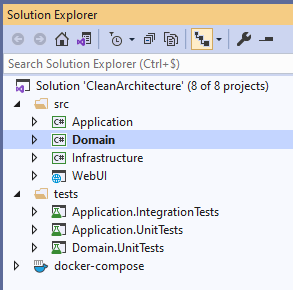 Solution Explorer
Search Solution Explorer (Ctrl+$)
Solution 'CleanArchitecture' (8 of 8 projects)
src
C# Application
C# Domain
C# Infrastructure
WebUI
tests
Application.IntegrationTests
Application.UnitTests
Domain.UnitTests
docker-compose